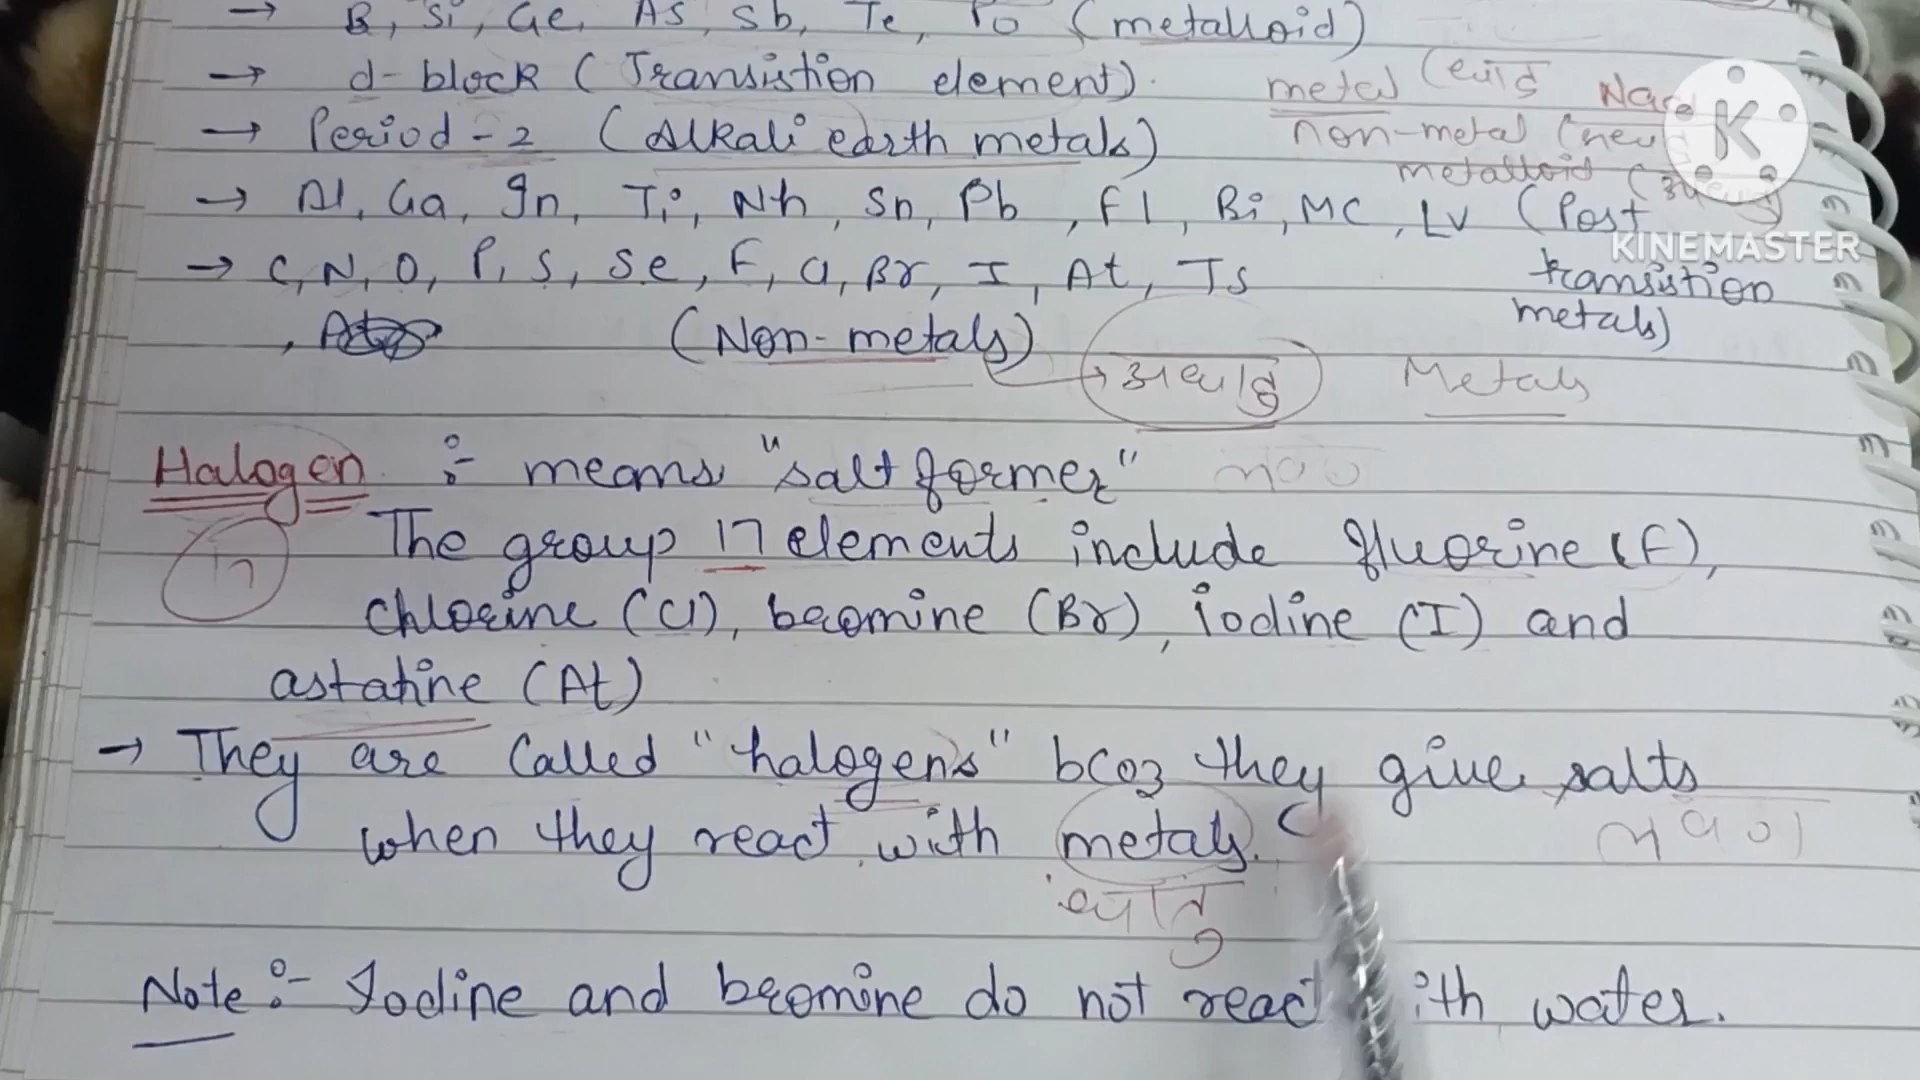 → B, Si, Ge, As, Sb, Te, Po (metalloid)
→ d-block (Transistion element).
metal (धातु
→ Period-2 (Alkali earth metals)
non-metal
metalloid
→ Al, Ga, In, Ti, Nh, Sn, Pb, Fl, Bi, Mc, Lv (Post
KINEMASTER
transistion
metals)
→ C, N, O, P, S, Se, F, Cl, Br, I, At, Ts
(Non-metals)
→ अधातु Metals
Halogen :- means "salt former"
17
The group 17 elements include fluorine (F),
chlorine (Cl), bromine (Br), iodine (I) and
astatine (At)
→ They are called "halogens" bcoz they give salts
when they react with metals. (
धातु
Note :- Iodine and bromine do not react ith water.